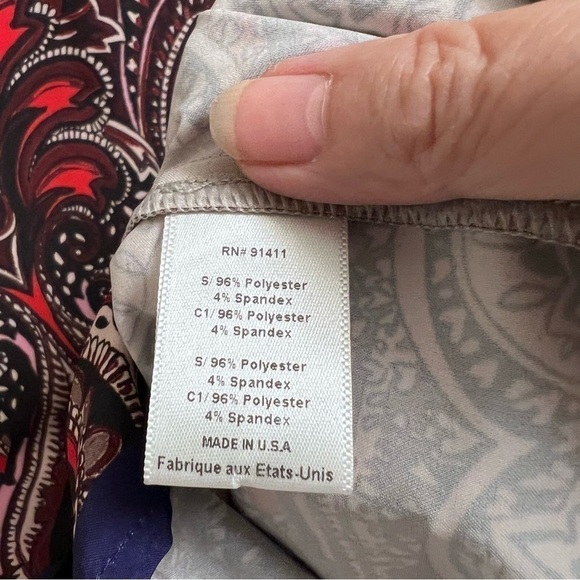 RN# 91411
S/ 96% Polyester
4% Spandex
C1/ 96% Polyester
4% Spandex
S/ 96% Polyester
4% Spandex
C1/ 96% Polyester
4% Spandex
MADE IN U.S.A
Fabrique aux Etats-Unis